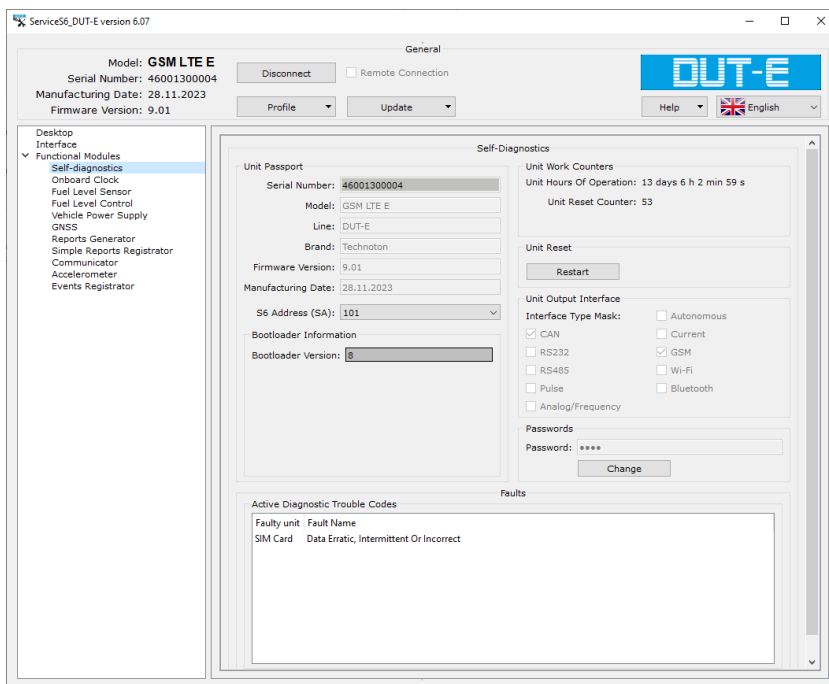 ServiceS6_DUT-E version 6.07
General
Model: GSM LTE E
Serial Number: 46001300004
Manufacturing Date: 28.11.2023
Firmware Version: 9.01
Disconnect
Remote Connection
Profile
Update
DUT-E
Help
English
Desktop
Interface
Functional Modules
Self-diagnostics
Onboard Clock
Fuel Level Sensor
Fuel Level Control
Vehicle Power Supply
GNSS
Reports Generator
Simple Reports Registrator
Communicator
Accelerometer
Events Registrator
Self-Diagnostics
Unit Passport
Serial Number: 46001300004
Model: GSM LTE E
Line: DUT-E
Brand: Technoton
Firmware Version: 9.01
Manufacturing Date: 28.11.2023
S6 Address (SA): 101
Bootloader Information
Bootloader Version: 8
Unit Work Counters
Unit Hours Of Operation: 13 days 6 h 2 min 59 s
Unit Reset Counter: 53
Unit Reset
Restart
Unit Output Interface
Interface Type Mask:
Autonomous
CAN
Current
RS232
GSM
RS485
Wi-Fi
Pulse
Bluetooth
Analog/Frequency
Passwords
Password: ••••
Change
Faults
Active Diagnostic Trouble Codes
Faulty unit Fault Name
SIM Card Data Erratic, Intermittent Or Incorrect